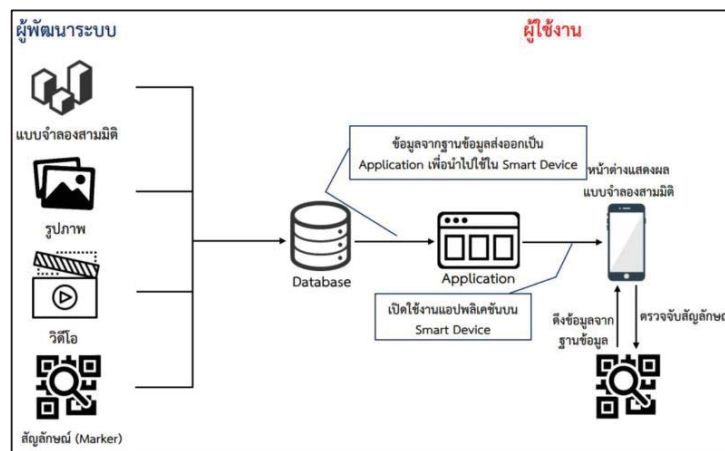 ผู้พัฒนาระบบ
ผู้ใช้งาน
แบบจำลองสามมิติ
รูปภาพ
วิดีโอ
สัญลักษณ์ (Marker)
Database
ข้อมูลจากฐานข้อมูลส่งออกเป็น
Application เพื่อนำไปใช้ใน Smart Device
Application
เปิดใช้งานแอปพลิเคชันบน
Smart Device
หน้าต่างแสดงผล
แบบจำลองสามมิติ
ดึงข้อมูลจาก
ฐานข้อมูล
ตรวจจับสัญลักษณ์